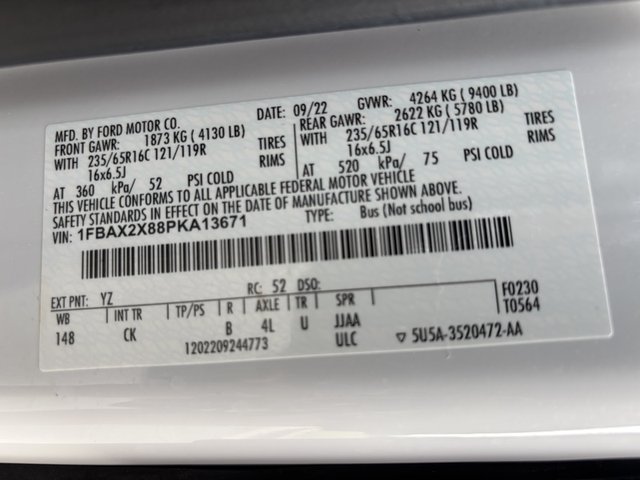 MFD. BY FORD MOTOR CO. DATE: 09/22 GVWR: 4264 KG ( 9400 LB)
FRONT GAWR: 1873 KG ( 4130 LB) REAR GAWR: 2622 KG ( 5780 LB)
WITH 235/65R16C 121/119R TIRES WITH 235/65R16C 121/119R TIRES
16x6.5J RIMS 16x6.5J RIMS
AT 360 kPa/ 52 PSI COLD AT 520 kPa/ 75 PSI COLD
THIS VEHICLE CONFORMS TO ALL APPLICABLE FEDERAL MOTOR VEHICLE
SAFETY STANDARDS IN EFFECT ON THE DATE OF MANUFACTURE SHOWN ABOVE.
VIN: 1FBAX2X88PKA13671 TYPE: Bus (Not school bus)
EXT PNT: YZ RC: 52 DSO: F0230
WB INT TR TP/PS R AXLE TR SPR T0564
148 CK B 4L U JJAA
1202209244773 ULC ▽ 5U5A-3520472-AA